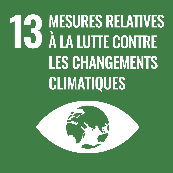 13 MESURES RELATIVES
À LA LUTTE CONTRE
LES CHANGEMENTS
CLIMATIQUES